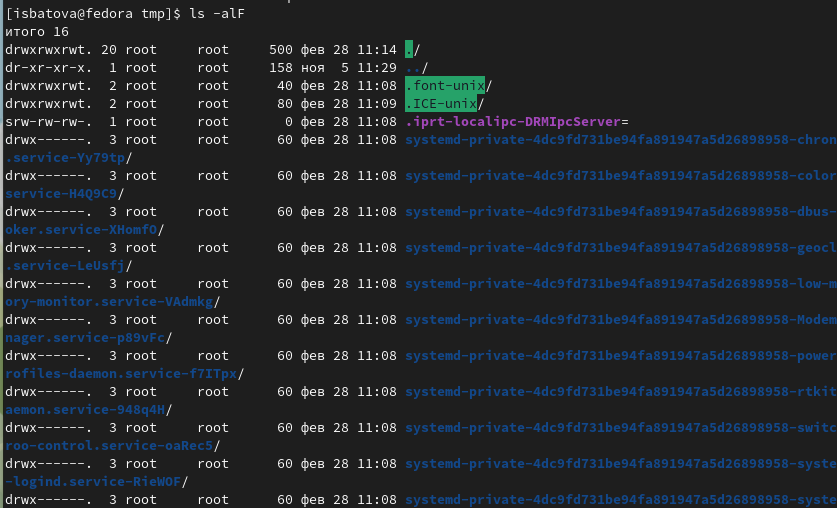 [isbatova@fedora tmp]$ ls -alF
итого 16
drwxrwxrwt. 20 root     root     500 фев 28 11:14 ./
dr-xr-xr-x.  1 root     root     158 ноя  5 11:29 ../
drwxrwxrwt.  2 root     root      40 фев 28 11:08 .font-unix/
drwxrwxrwt.  2 root     root      80 фев 28 11:09 .ICE-unix/
srw-rw-rw-.  1 root     root       0 фев 28 11:08 .iprt-localipc-DRMIpcServer=
drwx------.  3 root     root      60 фев 28 11:08 systemd-private-4dc9fd731be94fa891947a5d26898958-chron
.service-Yy79tp/
drwx------.  3 root     root      60 фев 28 11:08 systemd-private-4dc9fd731be94fa891947a5d26898958-color
service-H4Q9C9/
drwx------.  3 root     root      60 фев 28 11:08 systemd-private-4dc9fd731be94fa891947a5d26898958-dbus-
oker.service-XHomfO/
drwx------.  3 root     root      60 фев 28 11:08 systemd-private-4dc9fd731be94fa891947a5d26898958-geocl
.service-LeUsfj/
drwx------.  3 root     root      60 фев 28 11:08 systemd-private-4dc9fd731be94fa891947a5d26898958-low-m
ory-monitor.service-VAdmkg/
drwx------.  3 root     root      60 фев 28 11:08 systemd-private-4dc9fd731be94fa891947a5d26898958-Modem
nager.service-p89vFc/
drwx------.  3 root     root      60 фев 28 11:08 systemd-private-4dc9fd731be94fa891947a5d26898958-power
rofiles-daemon.service-f7ITpx/
drwx------.  3 root     root      60 фев 28 11:08 systemd-private-4dc9fd731be94fa891947a5d26898958-rtkit
aemon.service-948q4H/
drwx------.  3 root     root      60 фев 28 11:08 systemd-private-4dc9fd731be94fa891947a5d26898958-switc
roo-control.service-oaRec5/
drwx------.  3 root     root      60 фев 28 11:08 systemd-private-4dc9fd731be94fa891947a5d26898958-syste
-logind.service-RieWOF/
drwx------.  3 root     root      60 фев 28 11:08 systemd-private-4dc9fd731be94fa891947a5d26898958-syste